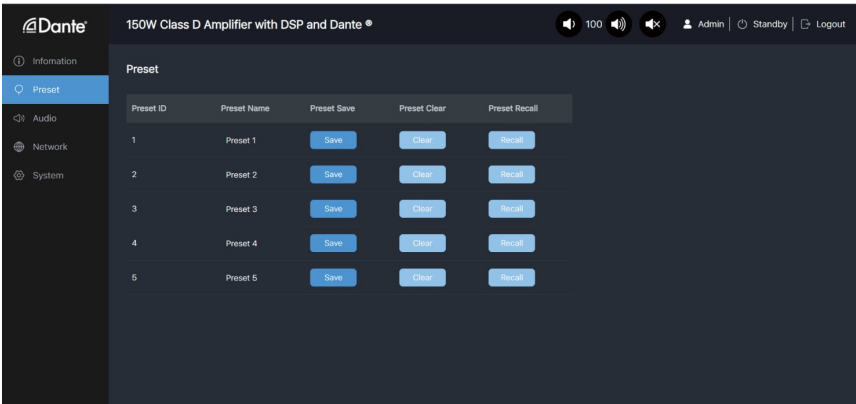 Dante®
150W Class D Amplifier with DSP and Dante ®
100
Admin
Standby
Logout
Infomation
Preset
Audio
Network
System
Preset
Preset ID Preset Name Preset Save Preset Clear Preset Recall
1 Preset 1 Save Clear Recall
2 Preset 2 Save Clear Recall
3 Preset 3 Save Clear Recall
4 Preset 4 Save Clear Recall
5 Preset 5 Save Clear Recall